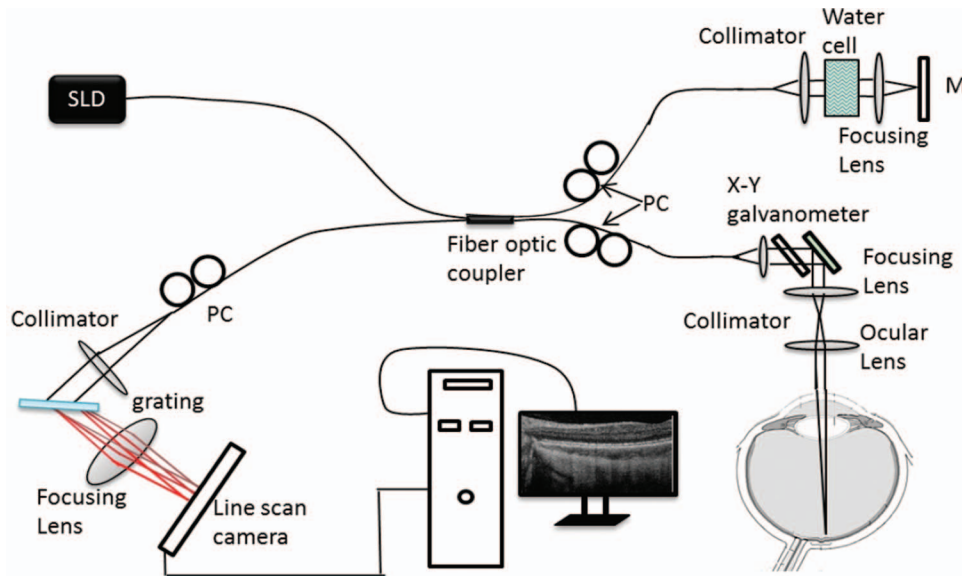 SLD
Collimator
Water
cell
M
Focusing
Lens
X-Y
galvanometer
PC
Fiber optic
coupler
Focusing
Lens
Collimator
Ocular
Lens
PC
Collimator
grating
Focusing
Lens
Line scan
camera